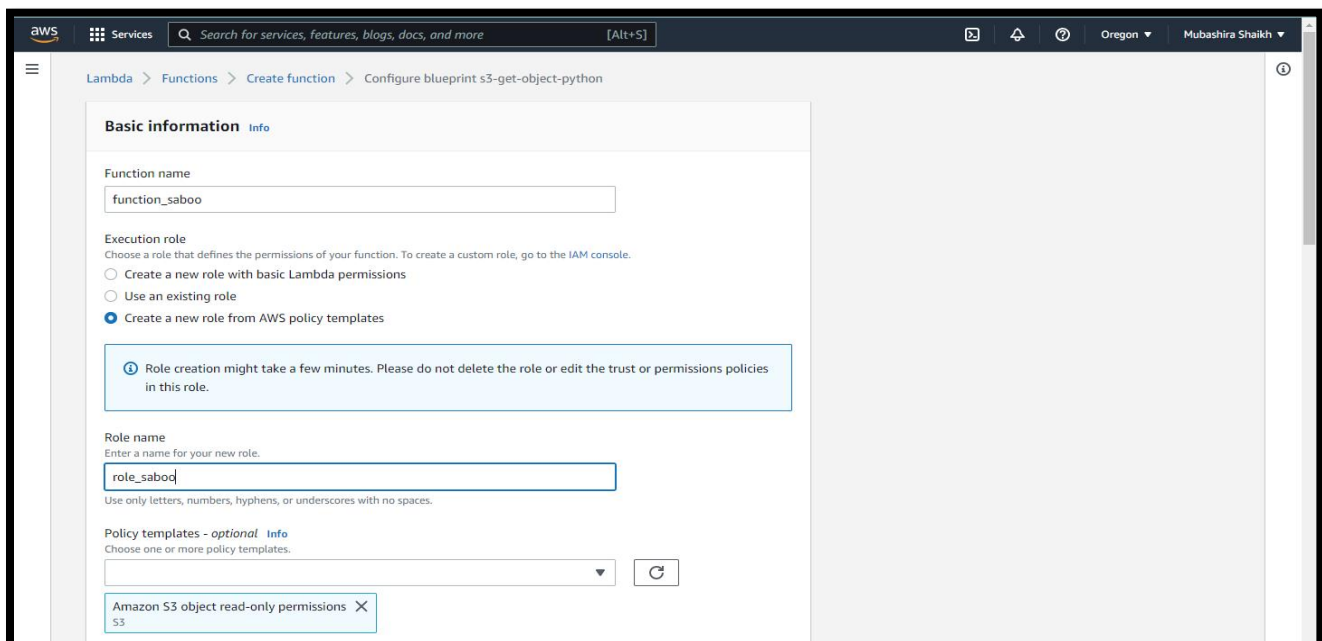 aws Services Search for services, features, blogs, docs, and more [Alt+S] Oregon Mubashira Shaikh
Lambda > Functions > Create function > Configure blueprint s3-get-object-python
Basic information Info
Function name
function_saboo
Execution role
Choose a role that defines the permissions of your function. To create a custom role, go to the IAM console.
Create a new role with basic Lambda permissions
Use an existing role
Create a new role from AWS policy templates
Role creation might take a few minutes. Please do not delete the role or edit the trust or permissions policies
in this role.
Role name
Enter a name for your new role.
role_saboo
Use only letters, numbers, hyphens, or underscores with no spaces.
Policy templates - optional Info
Choose one or more policy templates.
Amazon S3 object read-only permissions
S3